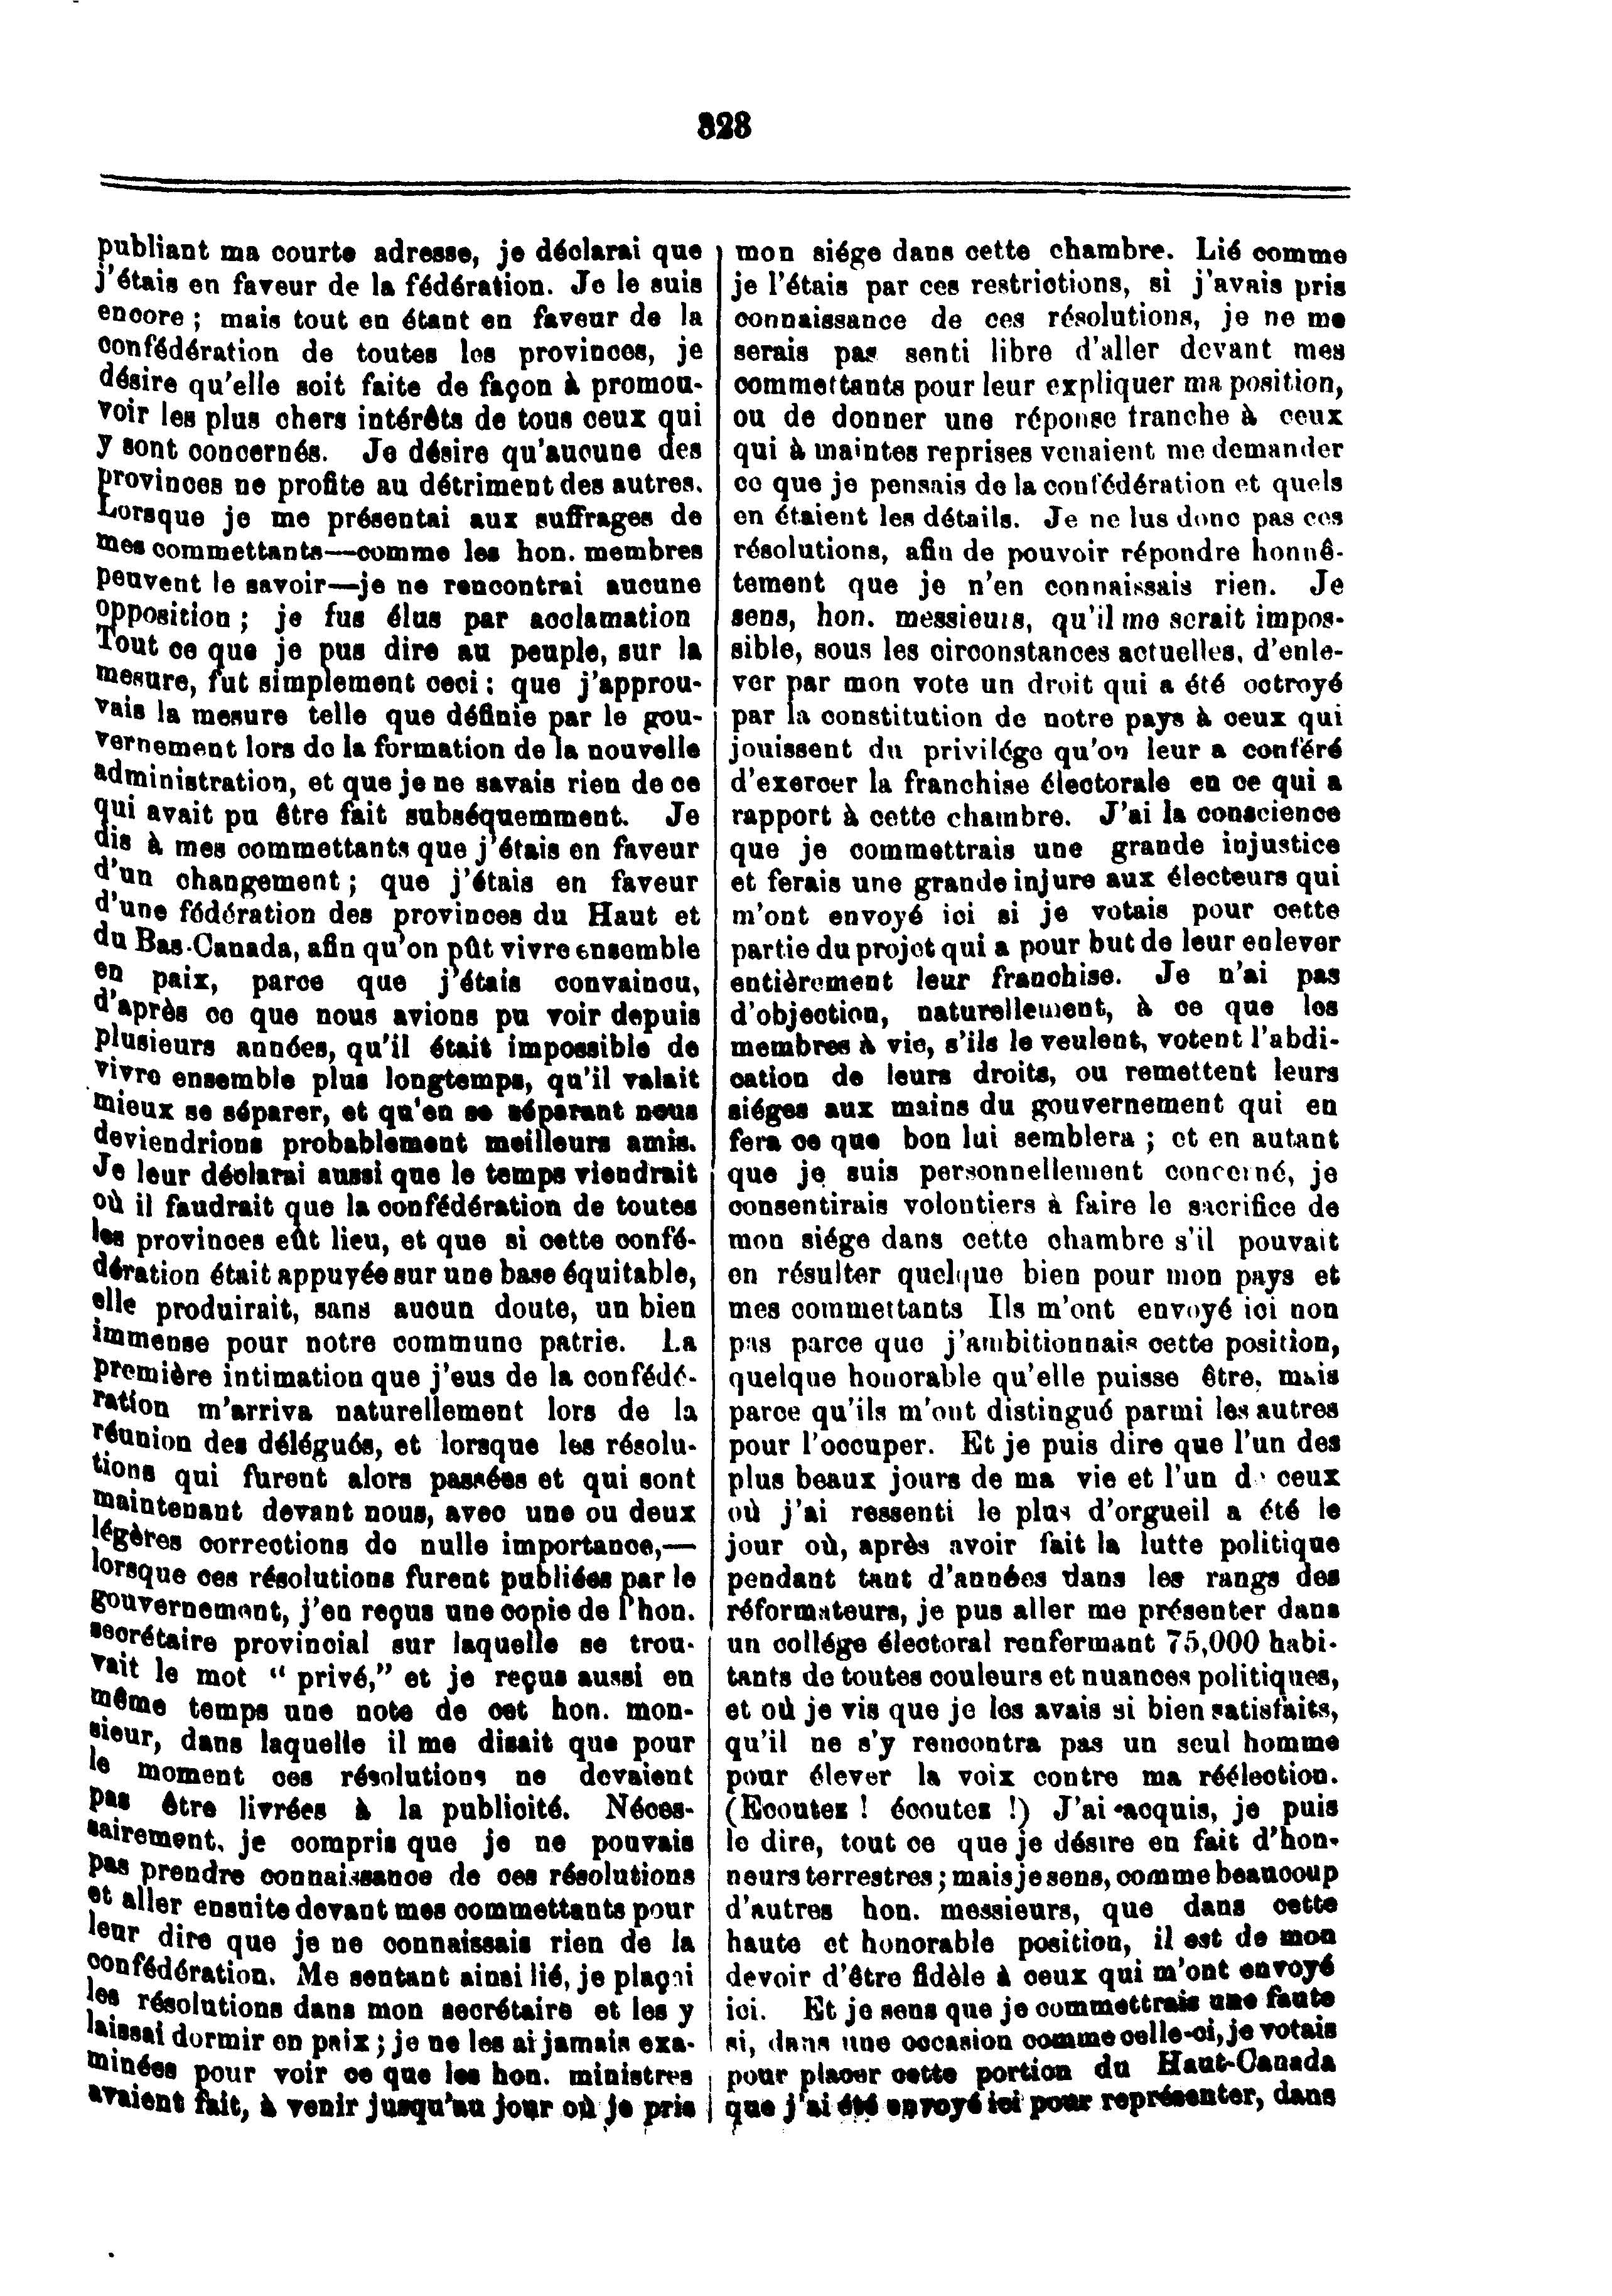 328
publiant ma courte adresse, je déclarai que
j'étais en faveur de la fédération. Je le suis
encore ; mais tout en étant en faveur de la
confédération de toutes les provinces, je
désire qu'elle soit faite de façon à promou-
voir les plus chers intérêts de tous ceux qui
y sont concernés. Je désire qu'aucune des
provinces ne profite au détriment des autres.
Lorsque je me présentai aux suffrages de
mes commettants—comme les hon. membres
peuvent le savoir—je ne rencontrai aucune
opposition ; je fus élus par acclamation
Tout ce que je pus dire au peuple, sur la
mesure, fut simplement ceci : que j'approu-
vais la mesure telle que définie par le gou-
vernement lors de la formation de la nouvelle
administration, et que je ne savais rien de ce
qui avait pu être fait subséquemment. Je
dis à mes commettants que j'étais en faveur
d'un changement ; que j'étais en faveur
d'une fédération des provinces du Haut et
du Bas-Canada, afin qu'on pût vivre ensemble
en paix, parce que j'étais convaincu,
d'après ce que nous avions pu voir depuis
plusieurs années, qu'il était impossible de
vivre ensemble plus longtemps, qu'il valait
mieux se séparer, et qu'en se séparant nous
deviendrions probablement meilleurs amis.
Je leur déclarai aussi que le temps viendrait
où il faudrait que la confédération de toutes
les provinces eût lieu, et que si cette confé-
dération était appuyée sur une base équitable,
elle produirait, sans aucun doute, un bien
immense pour notre commune patrie. La
première intimation que j'eus de la confédé-
ration m'arriva naturellement lors de la
réunion des délégués, et lorsque les résolu-
tions qui furent alors passées et qui sont
maintenant devant nous, avec une ou deux
légères corrections de nulle importance,—
lorsque ces résolutions furent publiées par le
gouvernement, j'en reçus une copie de l'hon.
secrétaire provincial sur laquelle se trou-
vait le mot “ privé,” et je reçus aussi en
même temps une note de cet hon. mon-
sieur, dans laquelle il me disait que pour
le moment ces résolutions ne devaient
pas être livrées à la publicité. Néces-
sairement, je compris que je ne pouvais
pas prendre connaissance de ces résolutions
et aller ensuite devant mes commettants pour
leur dire que je ne connaissais rien de la
confédération. Me sentant ainsi lié, je plaçai
les résolutions dans mon secrétaire et les y
laissai dormir en paix ; je ne les ai jamais exa-
minées pour voir ce que les hon. ministres
avaient fait, à venir jusqu'au jour où je pris
mon siége dans cette chambre. Lié comme
je l'étais par ces restrictions, si j'avais pris
connaissance de ces résolutions, je ne me
serais pas senti libre d'aller devant mes
commettants pour leur expliquer ma position,
ou de donner une réponse franche à ceux
qui à maintes reprises venaient me demander
ce que je pensais de la confédération et quels
en étaient les détails. Je ne lus donc pas ces
résolutions, afin de pouvoir répondre honnê-
tement que je n'en connaissais rien. Je
sens, hon. messieurs, qu'il me serait impos-
sible, sous les circonstances actuelles, d'enle-
ver par mon vote un droit qui a été octroyé
par la constitution de notre pays à ceux qui
jouissent du privilége qu'on leur a conféré
d'exercer la franchise électorale en ce qui a
rapport à cette chambre. J'ai la conscience
que je commettrais une grande injustice
et ferais une grande injure aux électeurs qui
m'ont envoyé ici si je votais pour cette
partie du projet qui a pour but de leur enlever
entièrement leur franchise. Je n'ai pas
d'objection, naturellement, à ce que les
membres à vie, s'ils le veulent, votent l'abdi-
cation de leurs droits, ou remettent leurs
siéges aux mains du gouvernement qui en
fera ce que bon lui semblera ; et en autant
que je suis personnellement concerné, je
consentirais volontiers à faire le sacrifice de
mon siége dans cette chambre s'il pouvait
en résulter quelque bien pour mon pays et
mes commettants Ils m'ont envoyé ici non
pas parce que j'ambitionnais cette position,
quelque honorable qu'elle puisse être, mais
parce qu'ils m'ont distingué parmi les autres
pour l'occuper. Et je puis dire que l'un des
plus beaux jours de ma vie et l'un de ceux
où j'ai ressenti le plus d'orgueil a été le
jour où, après avoir fait la lutte politique
pendant tant d'années dans les rangs des
réformateurs, je pus aller me présenter dans
un collége électoral renfermant 75,000 habi-
tants de toutes couleurs et nuances politiques,
et où je vis que je les avais si bien satisfaits,
qu'il ne s'y rencontra pas un seul homme
pour élever la voix contre ma réélection.
(Ecoutez ! écoutez !) J'ai acquis, je puis
le dire, tout ce que je désire en fait d'hon-
neurs terrestres ; mais je sens, comme beaucoup
d'autres hon. messieurs, que dans cette
haute et honorable position, il est de mon
devoir d'être fidèle à ceux qui m'ont envoyé
ici. Et je sens que je commettrais une faute
si, dans une occasion comme celle-ci, je votais
pour placer cette portion du Haut-Canada
que j'ai été envoyé ici pour représenter, dans